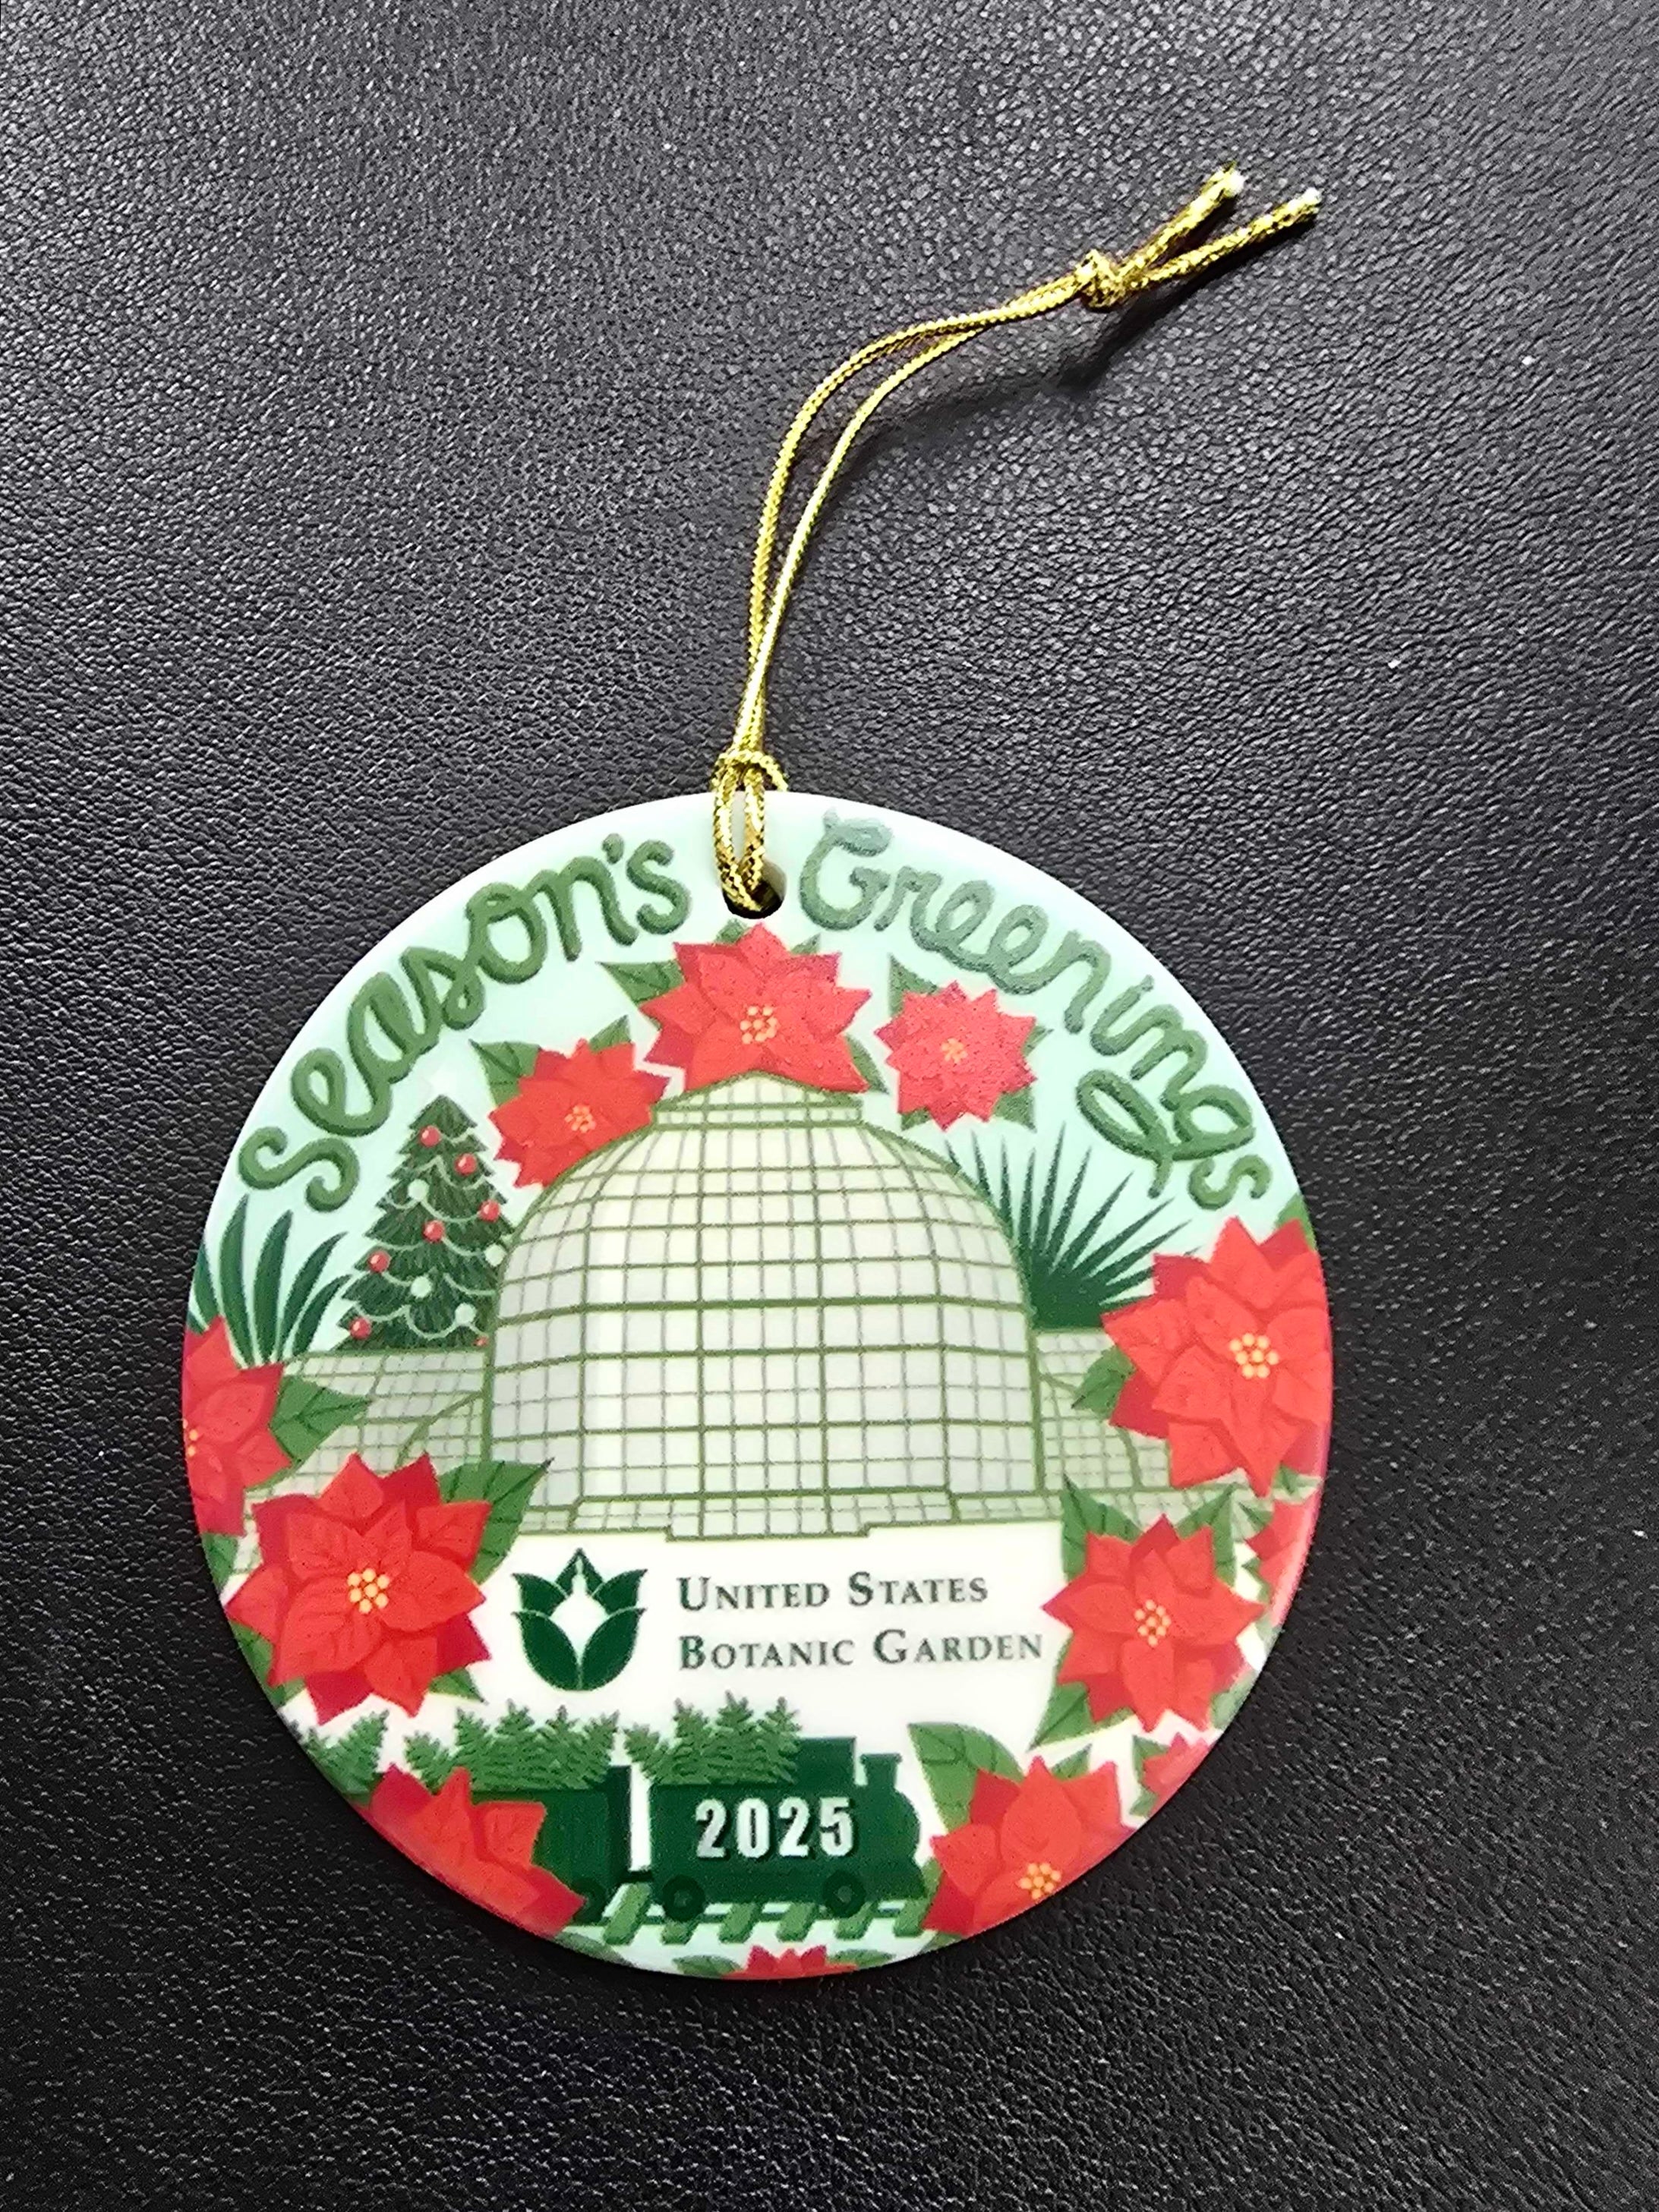 Season's Greenings
United States
Botanic Garden
2025